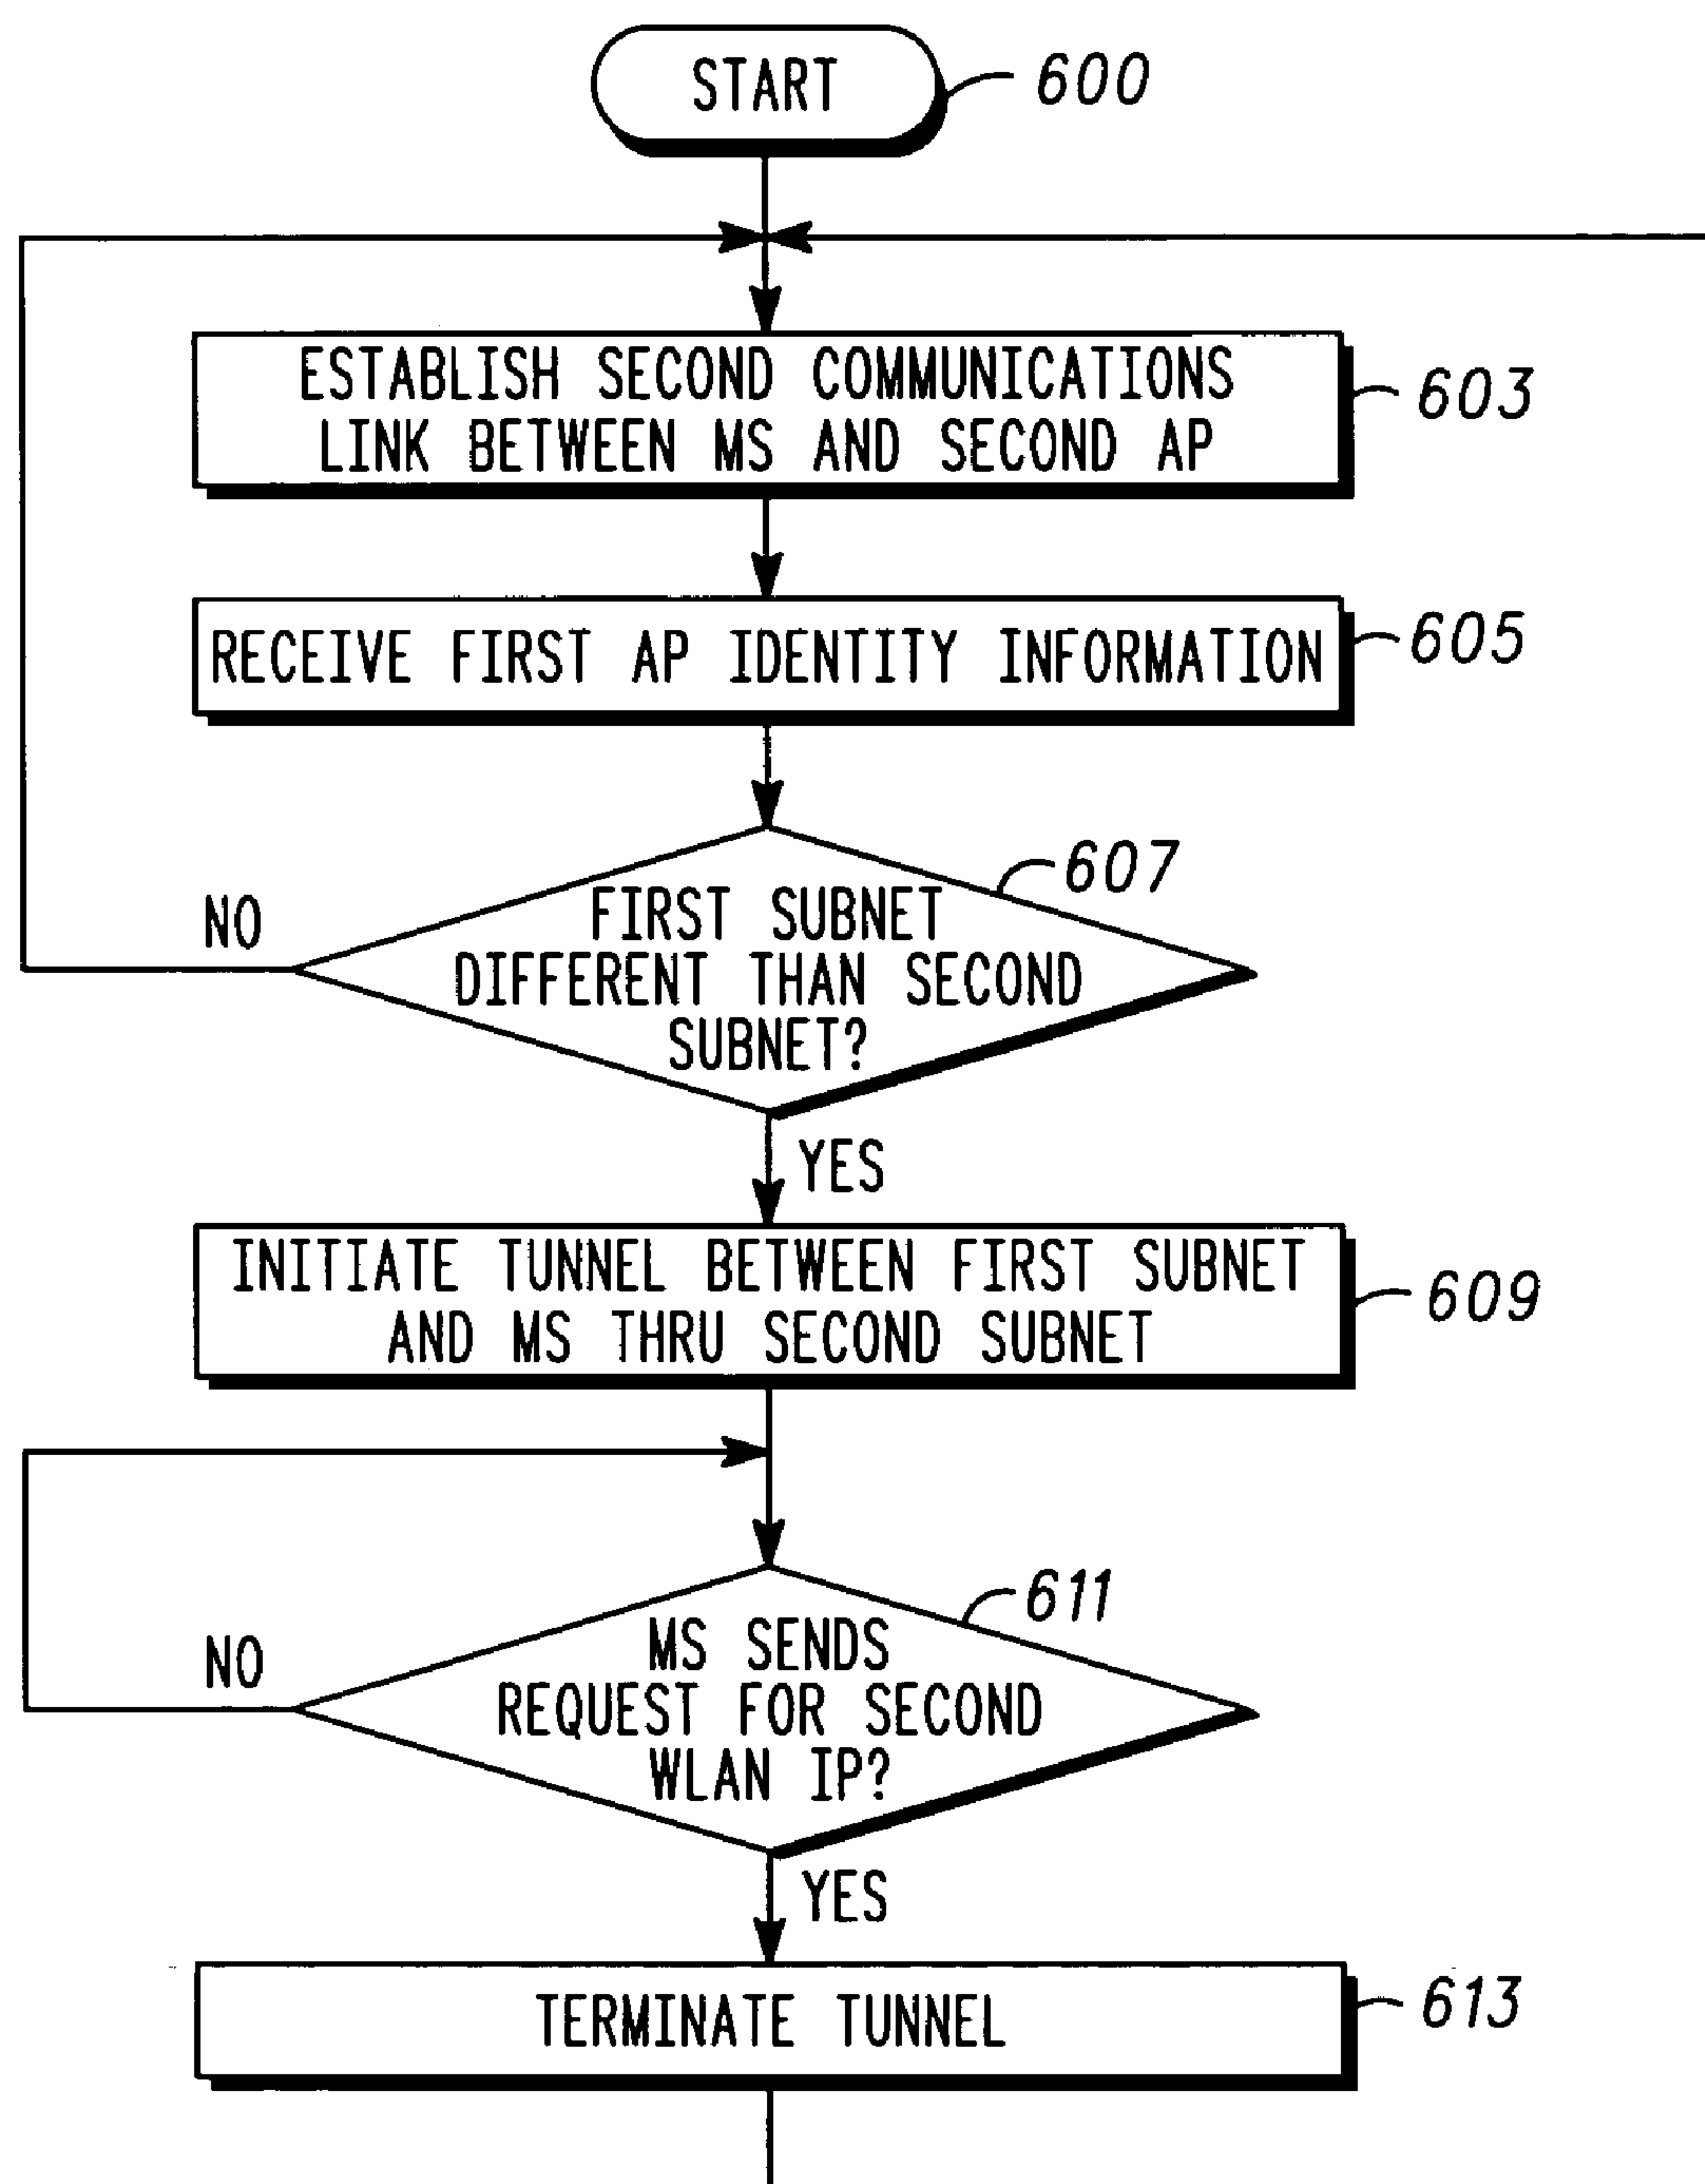 START
600
ESTABLISH SECOND COMMUNICATIONS
LINK BETWEEN MS AND SECOND AP
603
RECEIVE FIRST AP IDENTITY INFORMATION
605
607
FIRST SUBNET
DIFFERENT THAN SECOND
SUBNET?
NO
YES
INITIATE TUNNEL BETWEEN FIRST SUBNET
AND MS THRU SECOND SUBNET
609
611
MS SENDS
REQUEST FOR SECOND
WLAN IP?
NO
YES
TERMINATE TUNNEL
613